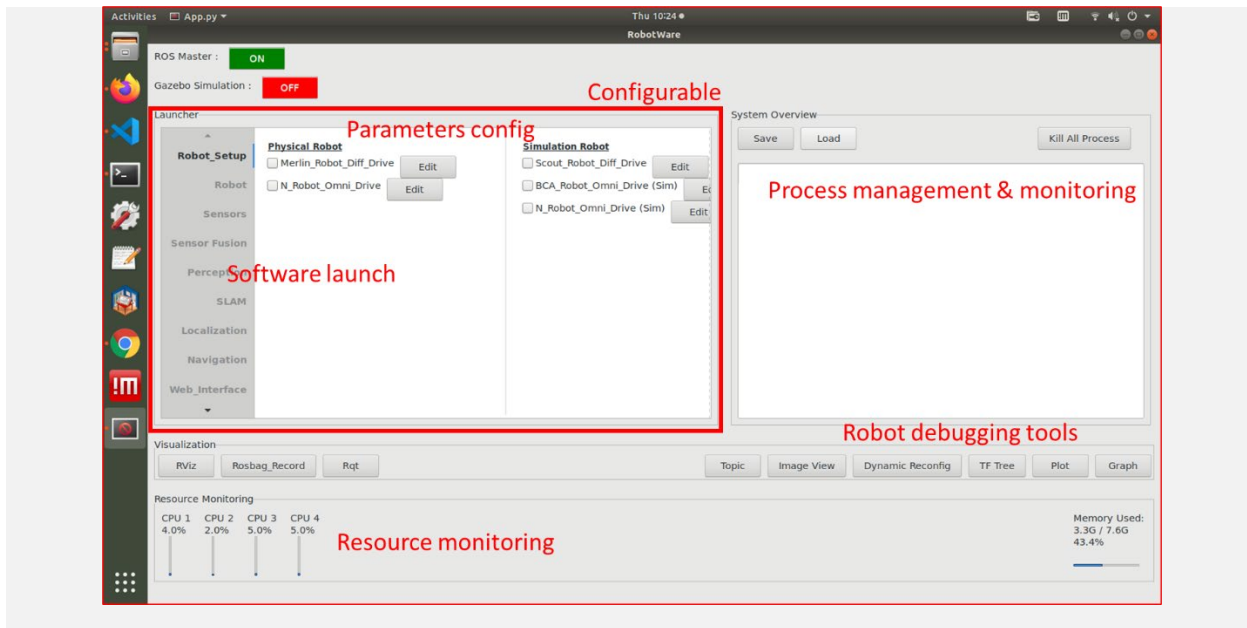 Activities App.py
Thu 10:24
RobotWare
ROS Master : ON
Gazebo Simulation : OFF
Configurable
Launcher
Parameters config
Robot_Setup
Robot
Sensors
Sensor Fusion
SLAM
Localization
Navigation
Web_Interface
Software launch
Physical Robot
Merlin_Robot_Diff_Drive Edit
N_Robot_Omni_Drive Edit
Simulation Robot
Scout_Robot_Diff_Drive Edit
BCA_Robot_Omni_Drive (Sim)
N_Robot_Omni_Drive (Sim) Edit
System Overview
Save Load Kill All Process
Process management & monitoring
Robot debugging tools
Visualization
RViz Rosbag_Record Rqt Topic Image View Dynamic Reconfig TF Tree Plot Graph
Resource Monitoring
CPU 1 CPU 2 CPU 3 CPU 4
4.0% 2.0% 5.0% 5.0%
Resource monitoring
Memory Used:
3.3G / 7.6G
43.4%